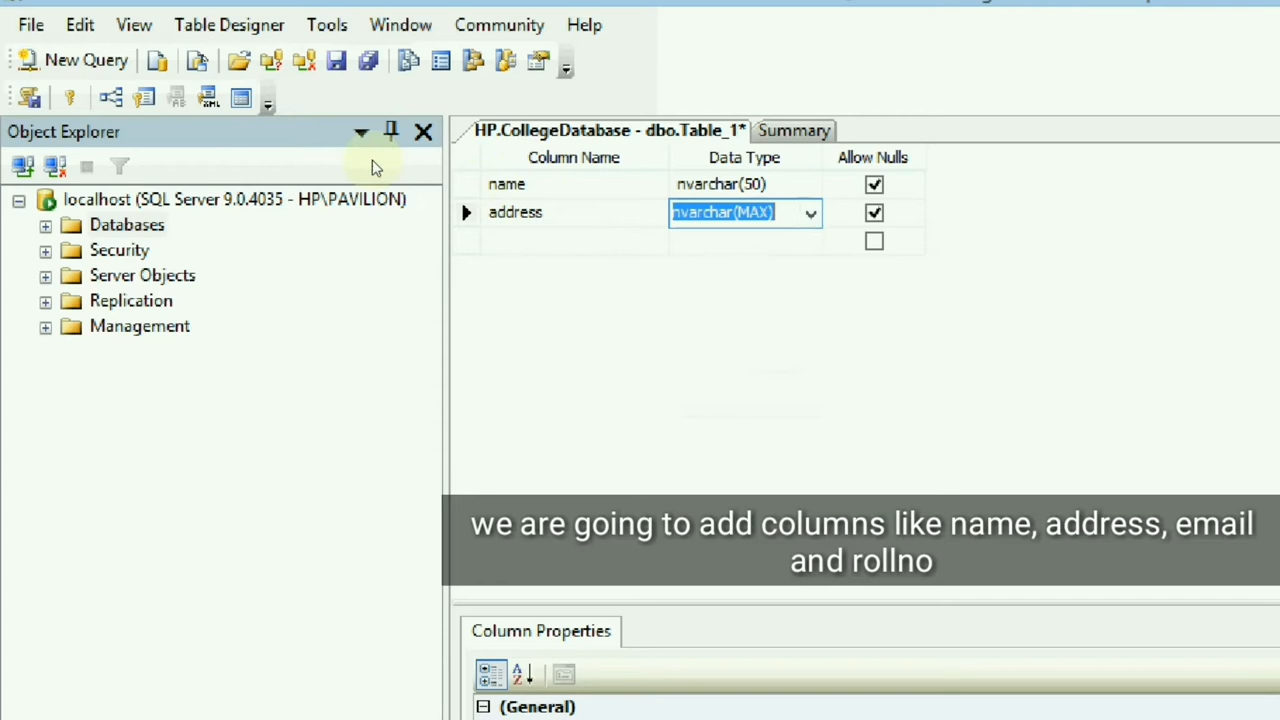 File Edit View Table Designer Tools Window Community Help
New Query
Object Explorer
HP.CollegeDatabase - dbo.Table_1* Summary
Column Name Data Type Allow Nulls
name nvarchar(50)
address nvarchar(MAX)
localhost (SQL Server 9.0.4035 - HP\PAVILION)
Databases
Security
Server Objects
Replication
Management
we are going to add columns like name, address, email
and rollno
Column Properties
(General)